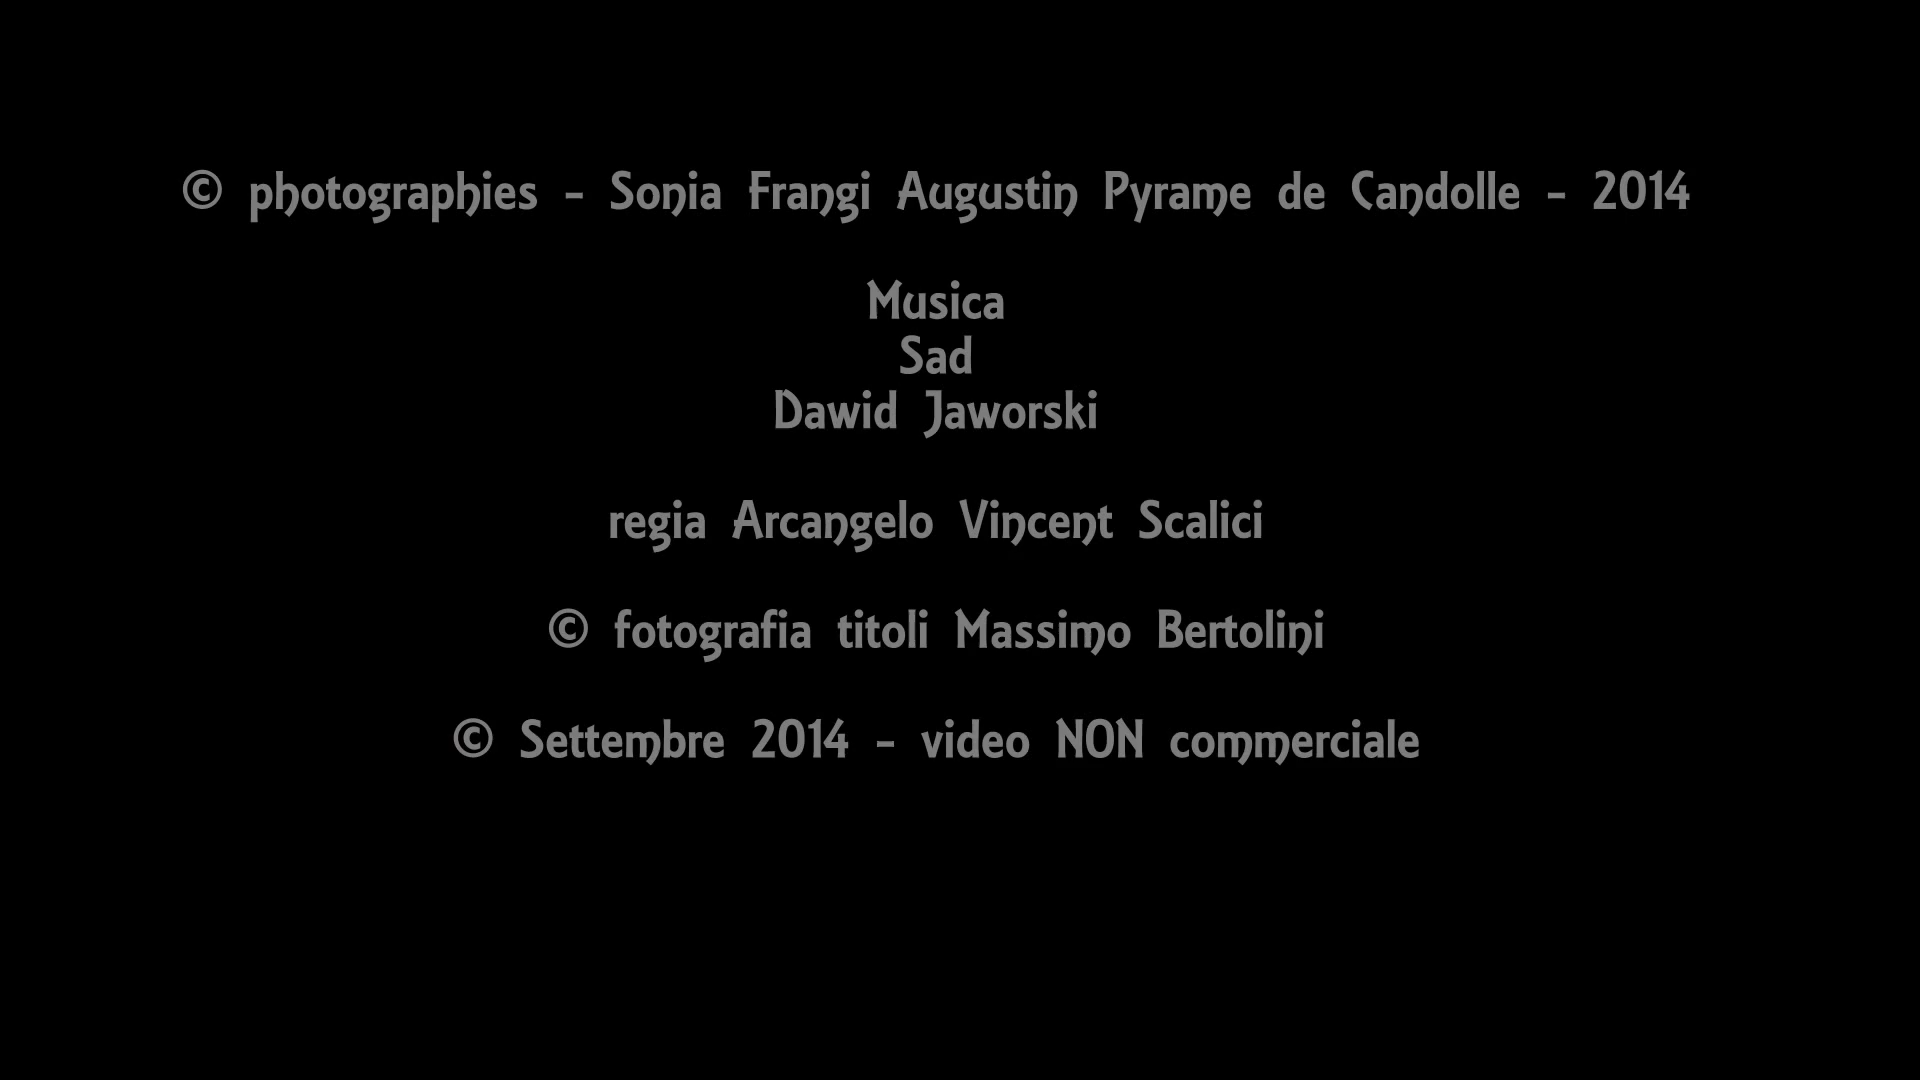 © photographies - Sonia Frangi Augustin Pyrame de Candolle - 2014
Musica
Sad
Dawid Jaworski
regia Arcangelo Vincent Scalici
© fotografia titoli Massimo Bertolini
© Settembre 2014 - video NON commerciale